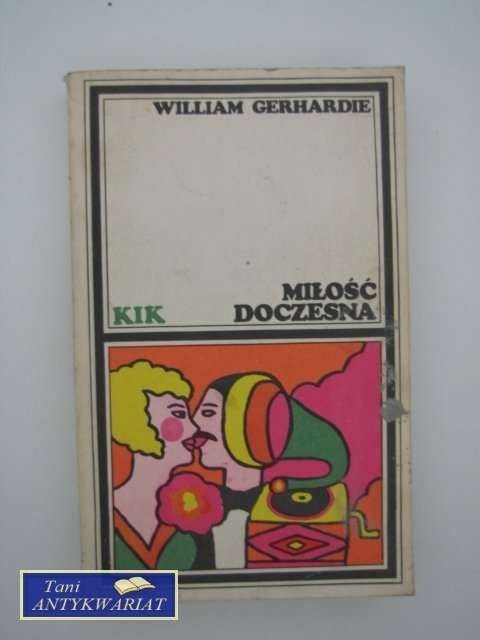 WILLIAM GERHARDIE
MIŁOŚĆ
KIK DOCZESNA
Tani
ANTYKWARIAT